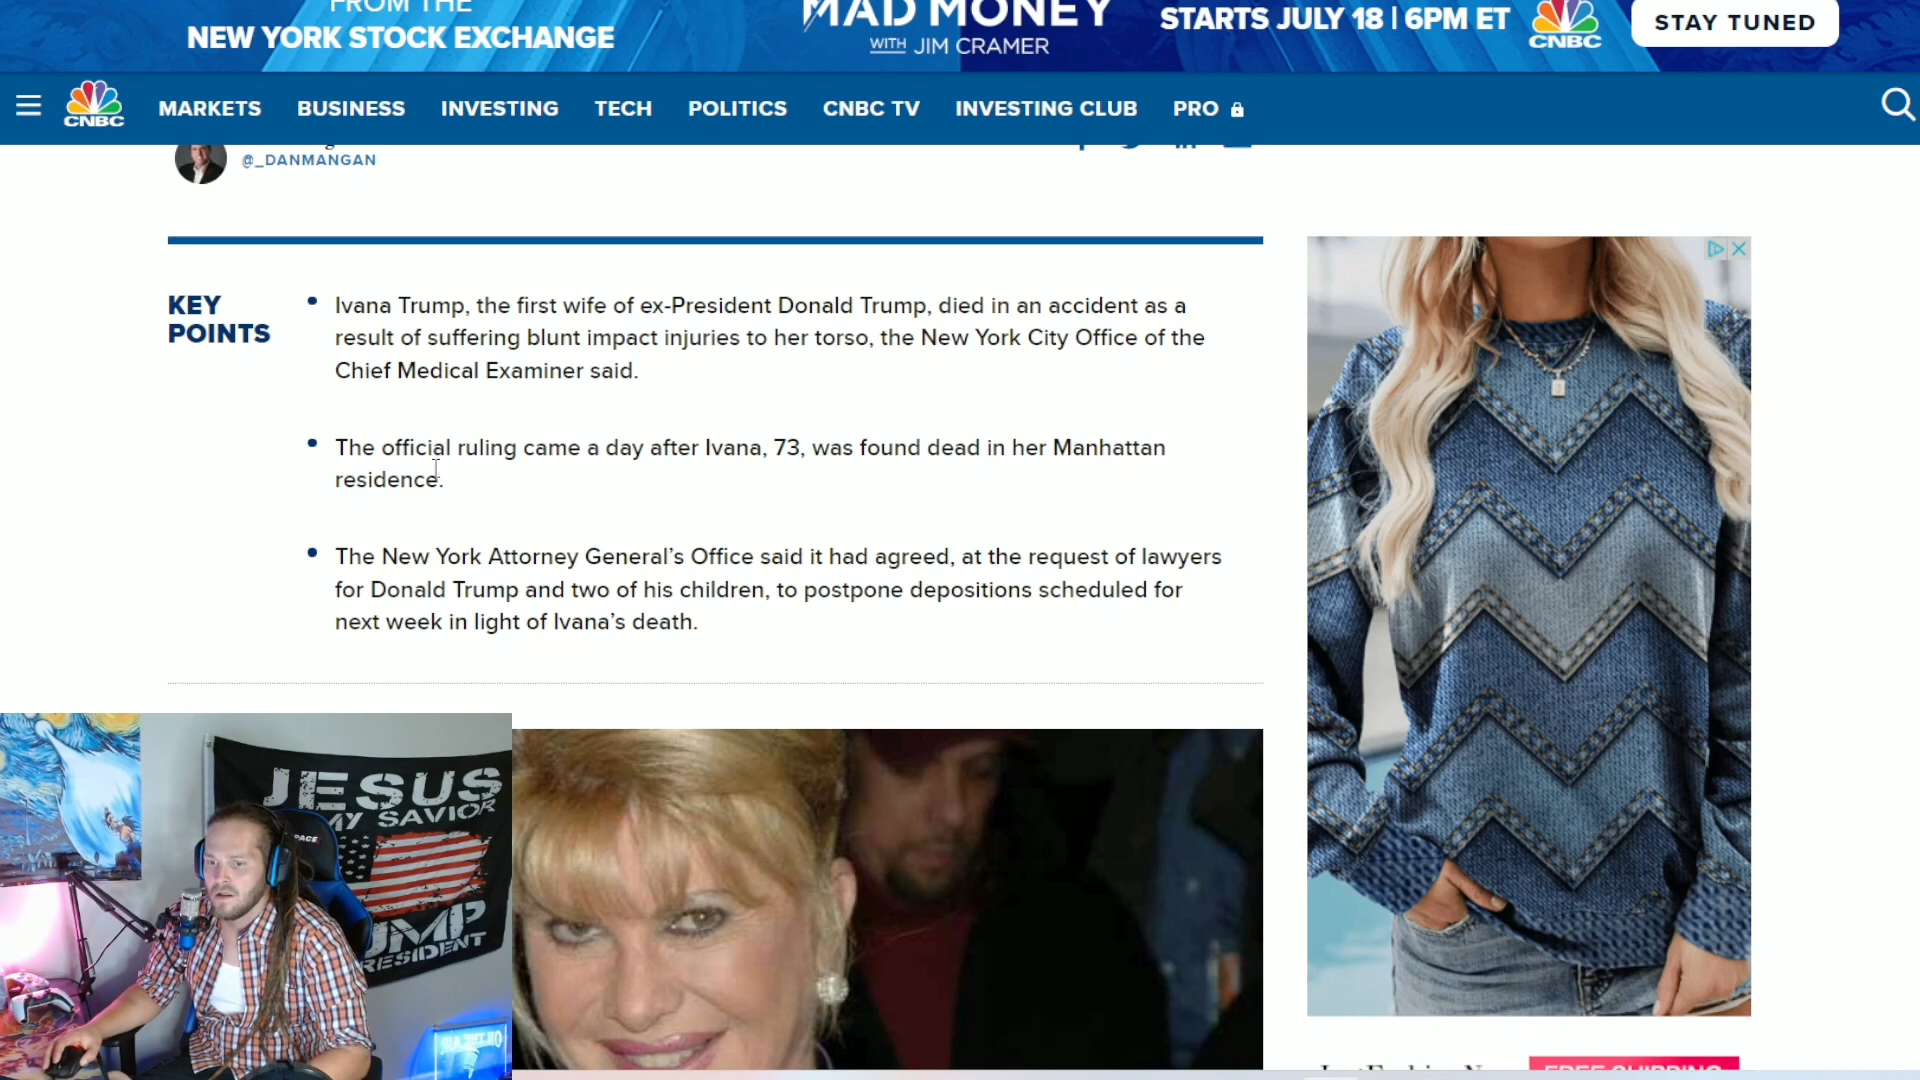 FROM THE
NEW YORK STOCK EXCHANGE
MAD MONEY
WITH JIM CRAMER
STARTS JULY 18 | 6PM ET
CNBC
STAY TUNED
CNBC
MARKETS BUSINESS INVESTING TECH POLITICS CNBC TV INVESTING CLUB PRO
@_DANMANGAN
KEY
POINTS
• Ivana Trump, the first wife of ex-President Donald Trump, died in an accident as a
result of suffering blunt impact injuries to her torso, the New York City Office of the
Chief Medical Examiner said.
• The official ruling came a day after Ivana, 73, was found dead in her Manhattan
residence.
• The New York Attorney General’s Office said it had agreed, at the request of lawyers
for Donald Trump and two of his children, to postpone depositions scheduled for
next week in light of Ivana’s death.
JESUS
MY SAVIOR
FREE SHIPPING